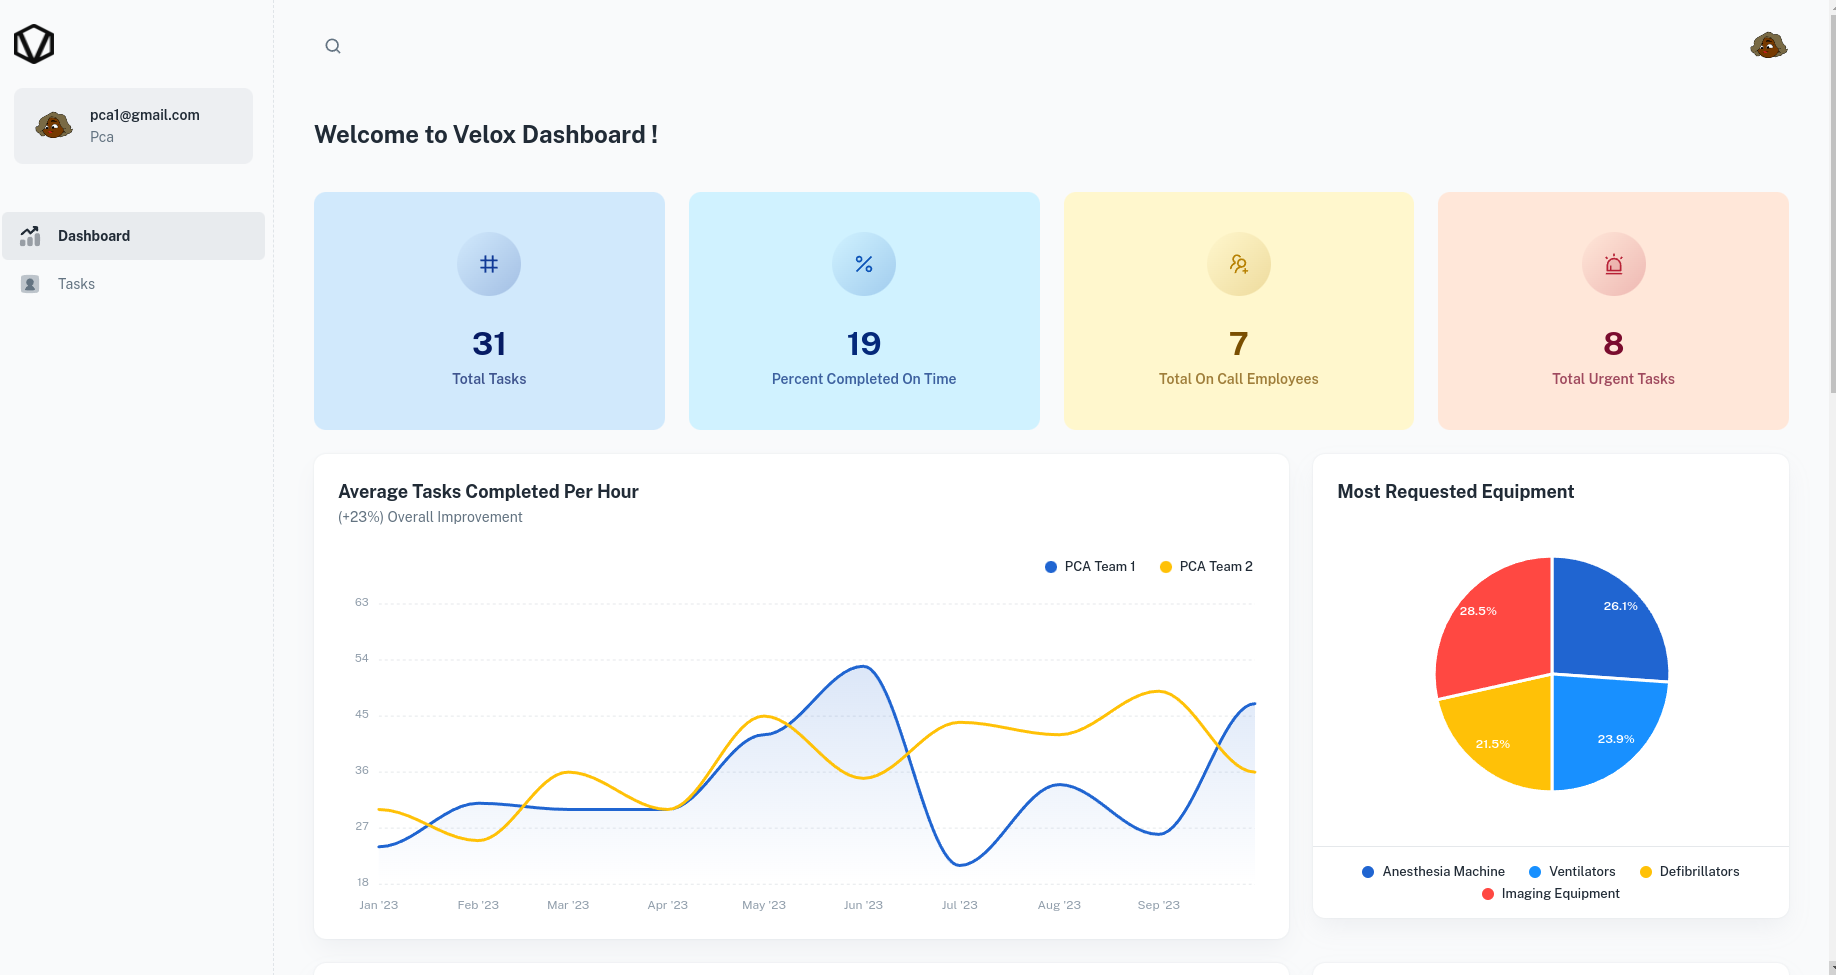 pca1@gmail.com
Pca
Dashboard
Tasks
Welcome to Velox Dashboard !
31
Total Tasks
19
Percent Completed On Time
7
Total On Call Employees
8
Total Urgent Tasks
Average Tasks Completed Per Hour
(+23%) Overall Improvement
PCA Team 1 PCA Team 2
63
54
45
36
27
18
Jan '23 Feb '23 Mar '23 Apr '23 May '23 Jun '23 Jul '23 Aug '23 Sep '23
Most Requested Equipment
28.5% 26.1%
21.5% 23.9%
Anesthesia Machine Ventilators Defibrillators
Imaging Equipment